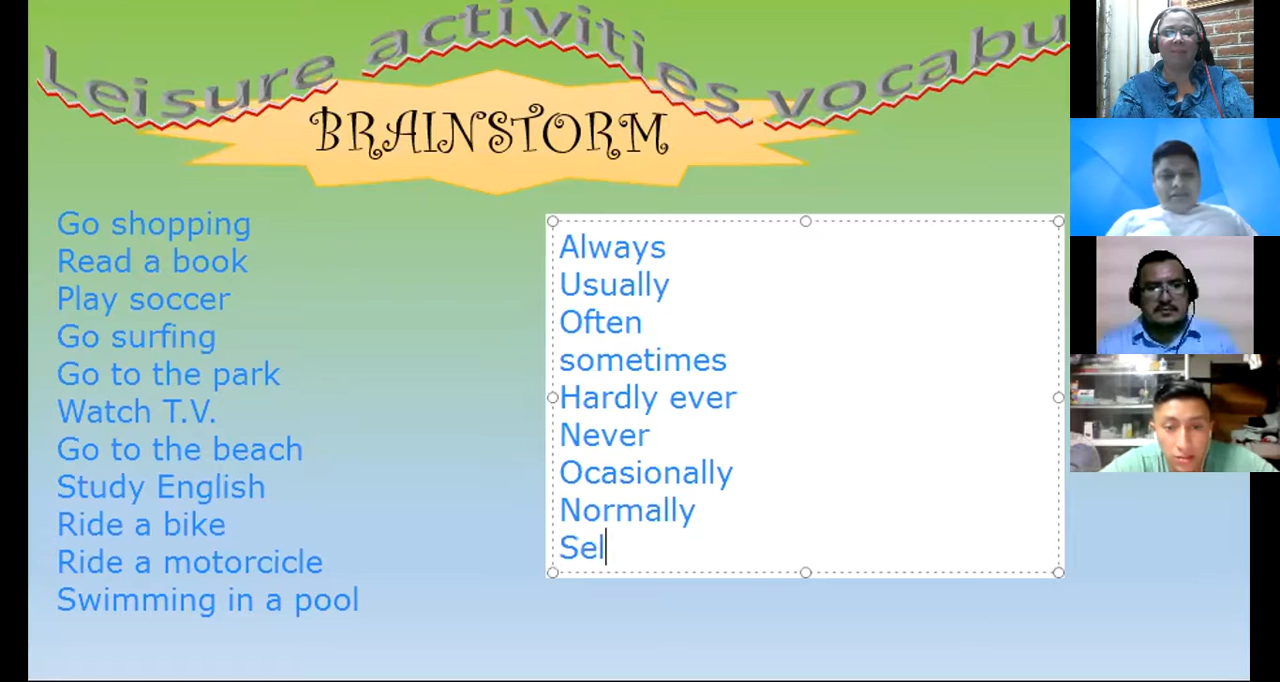 Leisure activities vocabu
BRAINSTORM
Go shopping
Read a book
Play soccer
Go surfing
Go to the park
Watch T.V.
Go to the beach
Study English
Ride a bike
Ride a motorcicle
Swimming in a pool
Always
Usually
Often
sometimes
Hardly ever
Never
Ocasionally
Normally
Sel